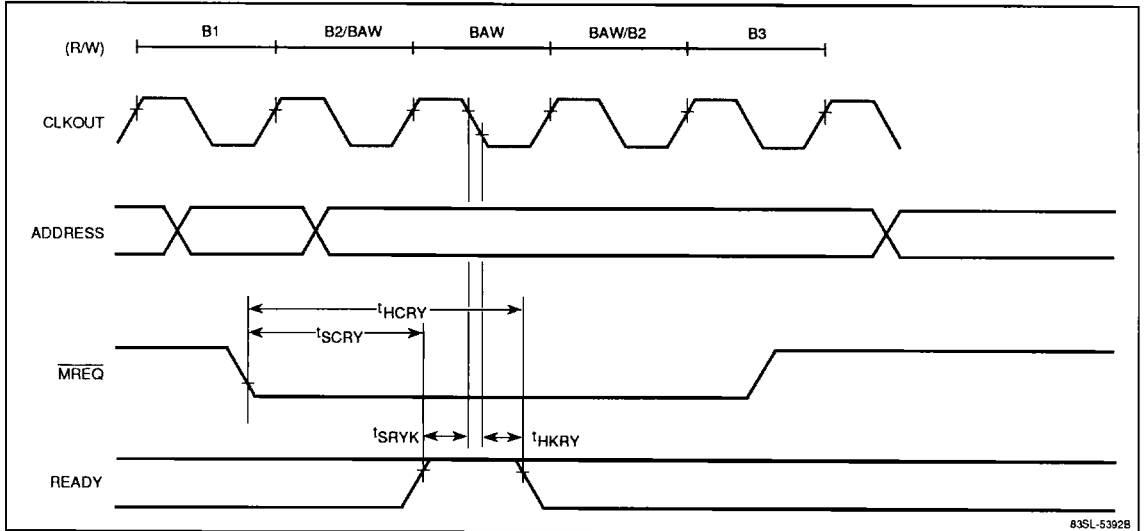 B1 B2/BAW BAW BAW/B2 B3
(R/W)
CLKOUT
ADDRESS
tHCRY
tSCRY
MREQ
tSRYK tHKRY
READY
83SL-5392B